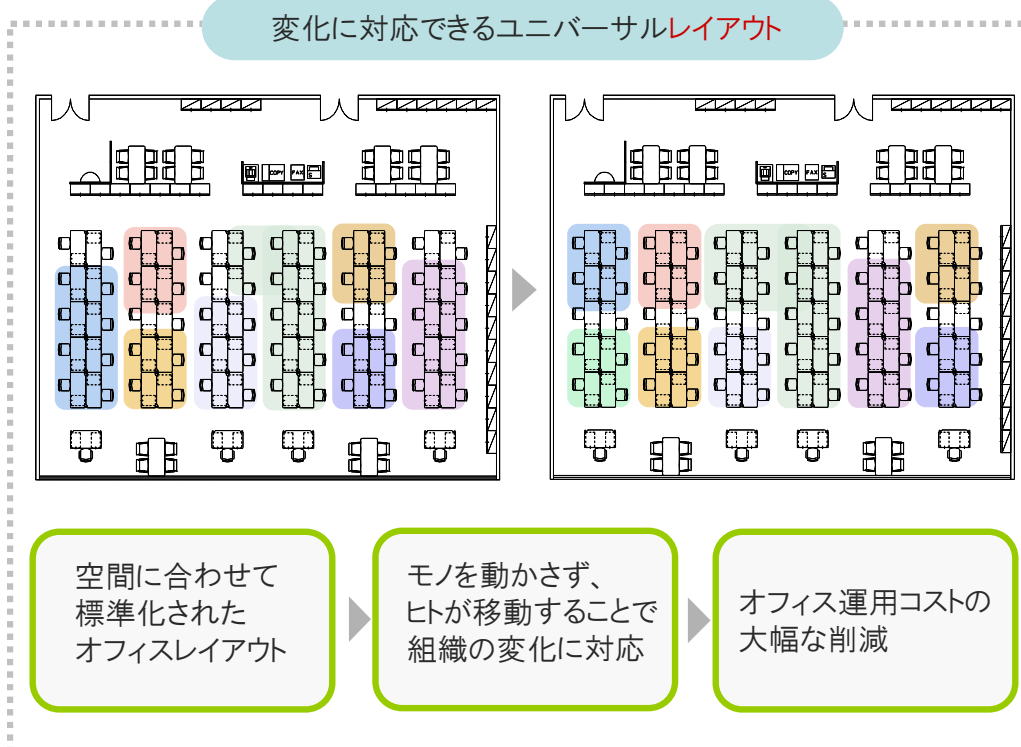 変化に対応できるユニバーサルレイアウト
COPY FAX S
COPY FAX S
空間に合わせて
標準化された
オフィスレイアウト
モノを動かさず、
ヒトが移動することで
組織の変化に対応
オフィス運用コストの
大幅な削減